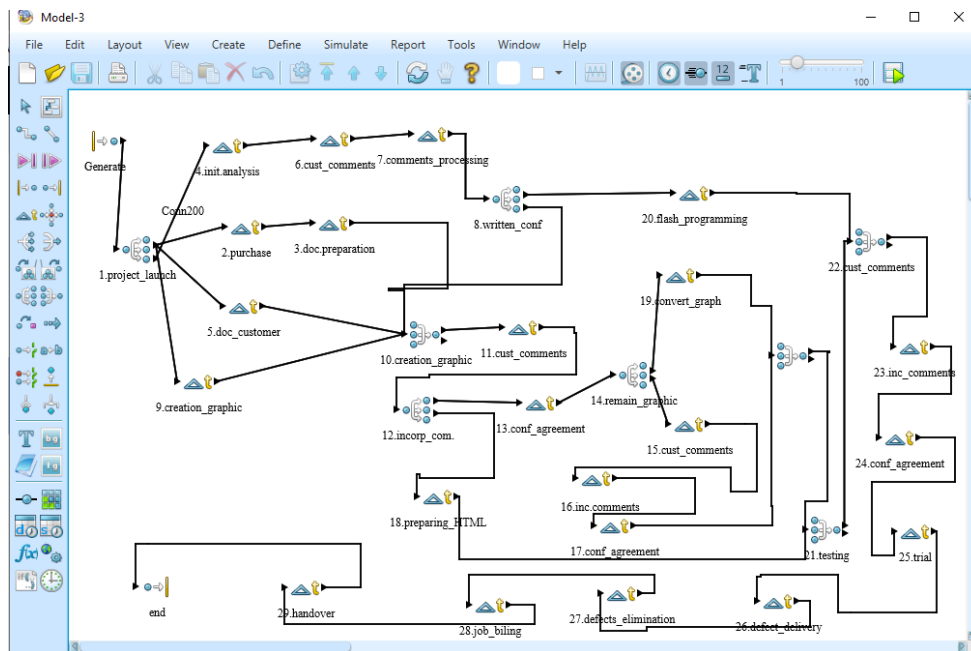 Model-3
File Edit Layout View Create Define Simulate Report Tools Window Help
12 T 1 100
Generate
4.init.analysis
6.cust_comments
7.comments_processing
Conn200
1.project_launch
2.purchase
3.doc.preparation
8.written_conf
20.flash_programming
22.cust_comments
5.doc_customer
19.convert_graph
10.creation_graphic
11.cust_comments
9.creation_graphic
12.incorp_com.
13.conf_agreement
14.remain_graphic
23.inc_comments
15.cust_comments
24.conf_agreement
16.inc.comments
18.preparing_HTML
17.conf_agreement
21.testing
25.trial
end
29.handover
28.job_biling
27.defects_elimination
26.defect_delivery
T
f(x)